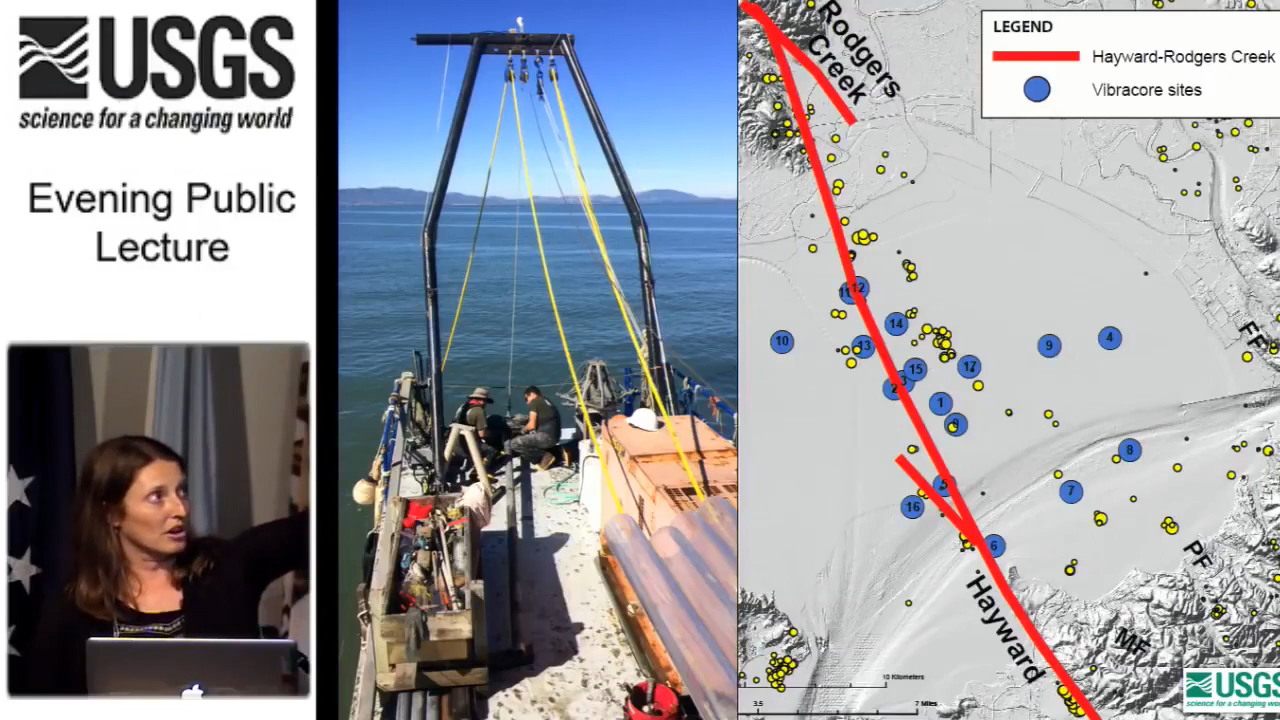 USGS
science for a changing world
Evening Public
Lecture
Rodgers
Creek
LEGEND
Hayward-Rodgers Creek
Vibracore sites
11
12
14
10
13
9
4
15
17
2
3
1
8
7
5
16
6
FF
PF
MF
Hayward
10 Kilometers
3.5
7 Miles
USGS
science for a changing world